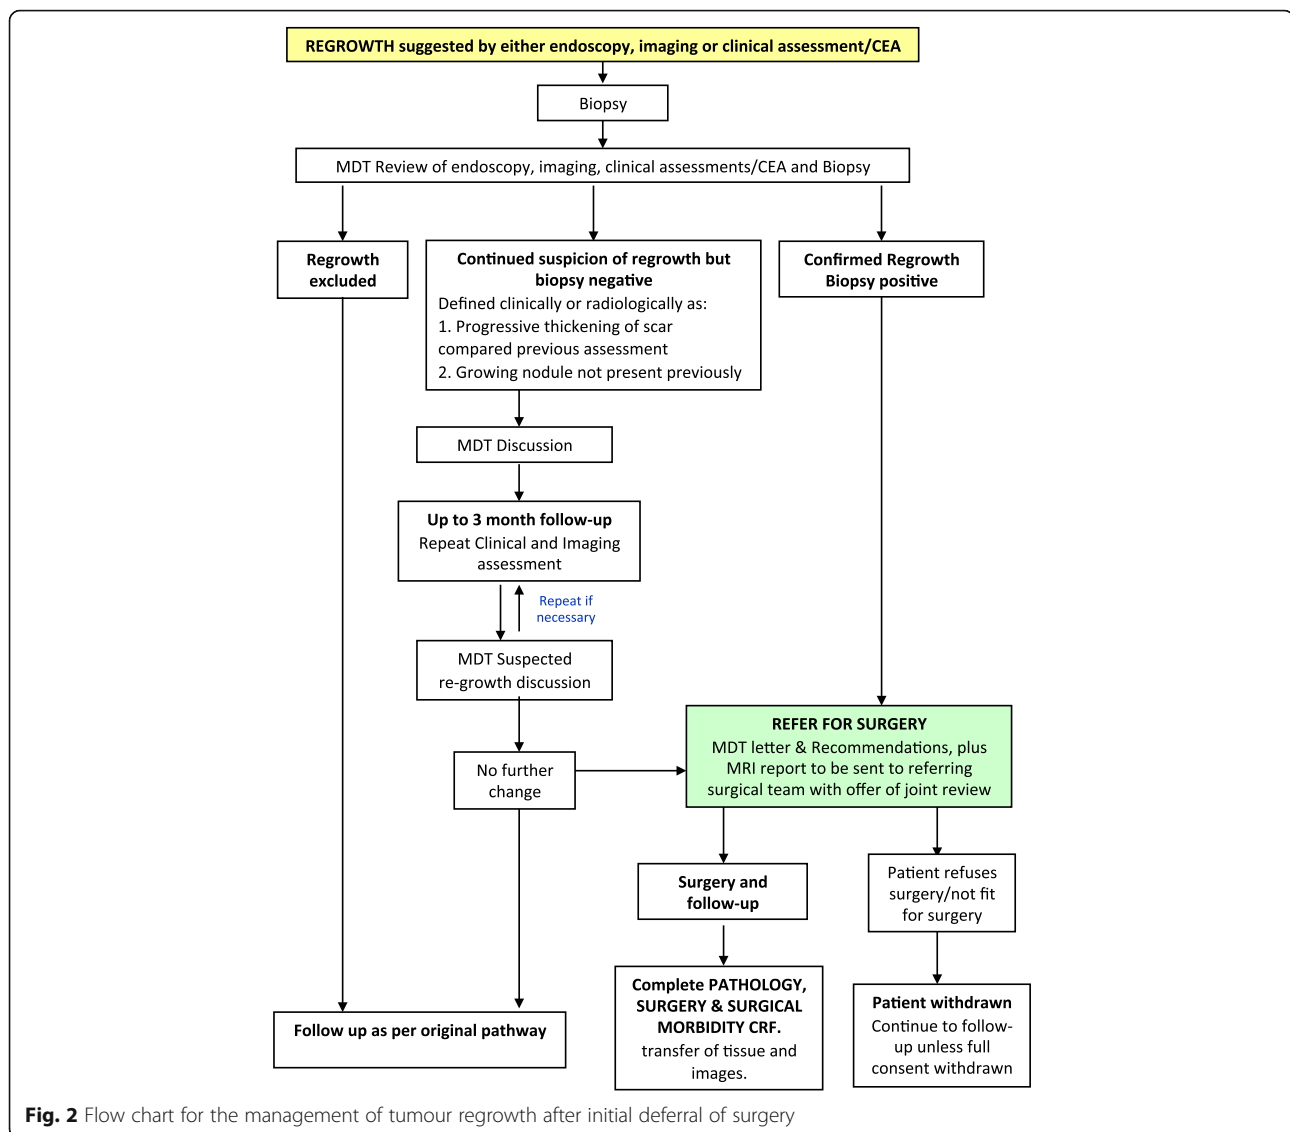 REGROWTH suggested by either endoscopy, imaging or clinical assessment/CEA
Biopsy
MDT Review of endoscopy, imaging, clinical assessments/CEA and Biopsy
Regrowth
excluded
Continued suspicion of regrowth but
biopsy negative
Defined clinically or radiologically as:
1. Progressive thickening of scar
compared previous assessment
2. Growing nodule not present previously
Confirmed Regrowth
Biopsy positive
MDT Discussion
Up to 3 month follow-up
Repeat Clinical and Imaging
assessment
Repeat if
necessary
MDT Suspected
re-growth discussion
No further
change
REFER FOR SURGERY
MDT letter & Recommendations, plus
MRI report to be sent to referring
surgical team with offer of joint review
Surgery and
follow-up
Patient refuses
surgery/not fit
for surgery
Complete PATHOLOGY,
SURGERY & SURGICAL
MORBIDITY CRF.
transfer of tissue and
images.
Patient withdrawn
Continue to follow-
up unless full
consent withdrawn
Follow up as per original pathway
Fig. 2 Flow chart for the management of tumour regrowth after initial deferral of surgery